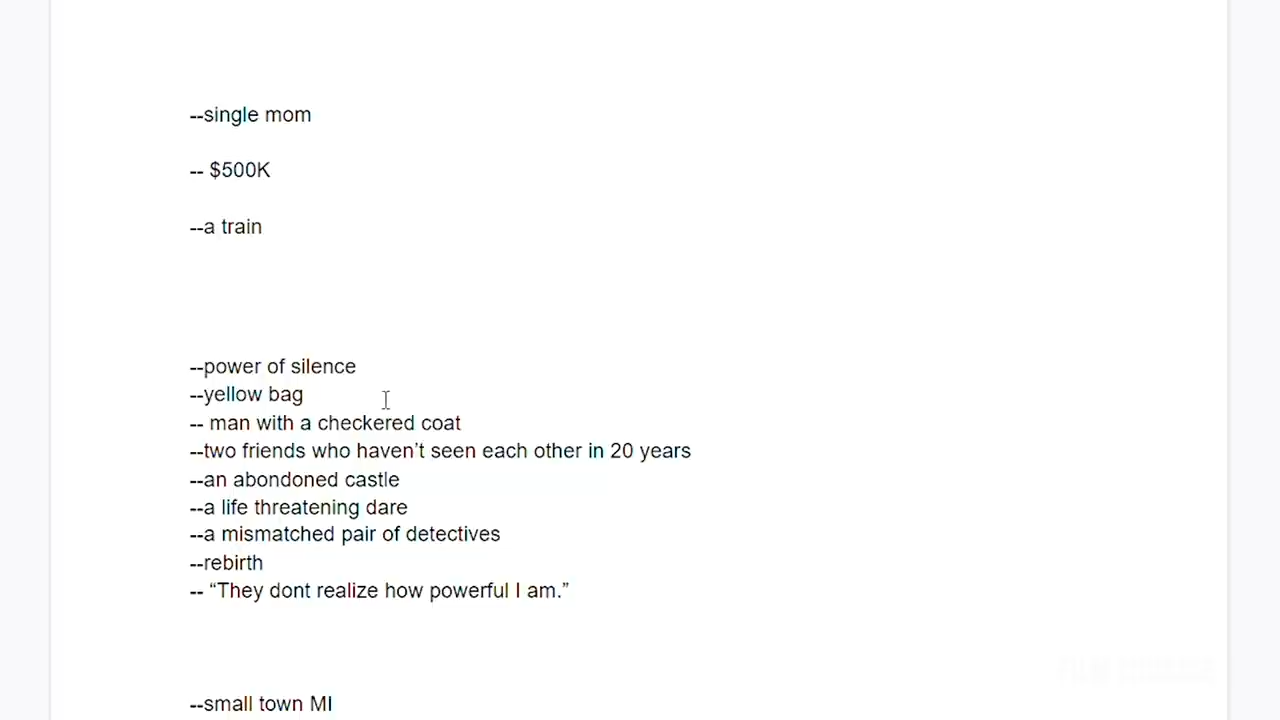 --single mom
-- $500K
--a train
--power of silence
--yellow bag
-- man with a checkered coat
--two friends who haven’t seen each other in 20 years
--an abondoned castle
--a life threatening dare
--a mismatched pair of detectives
--rebirth
-- “They dont realize how powerful I am.”
--small town MI